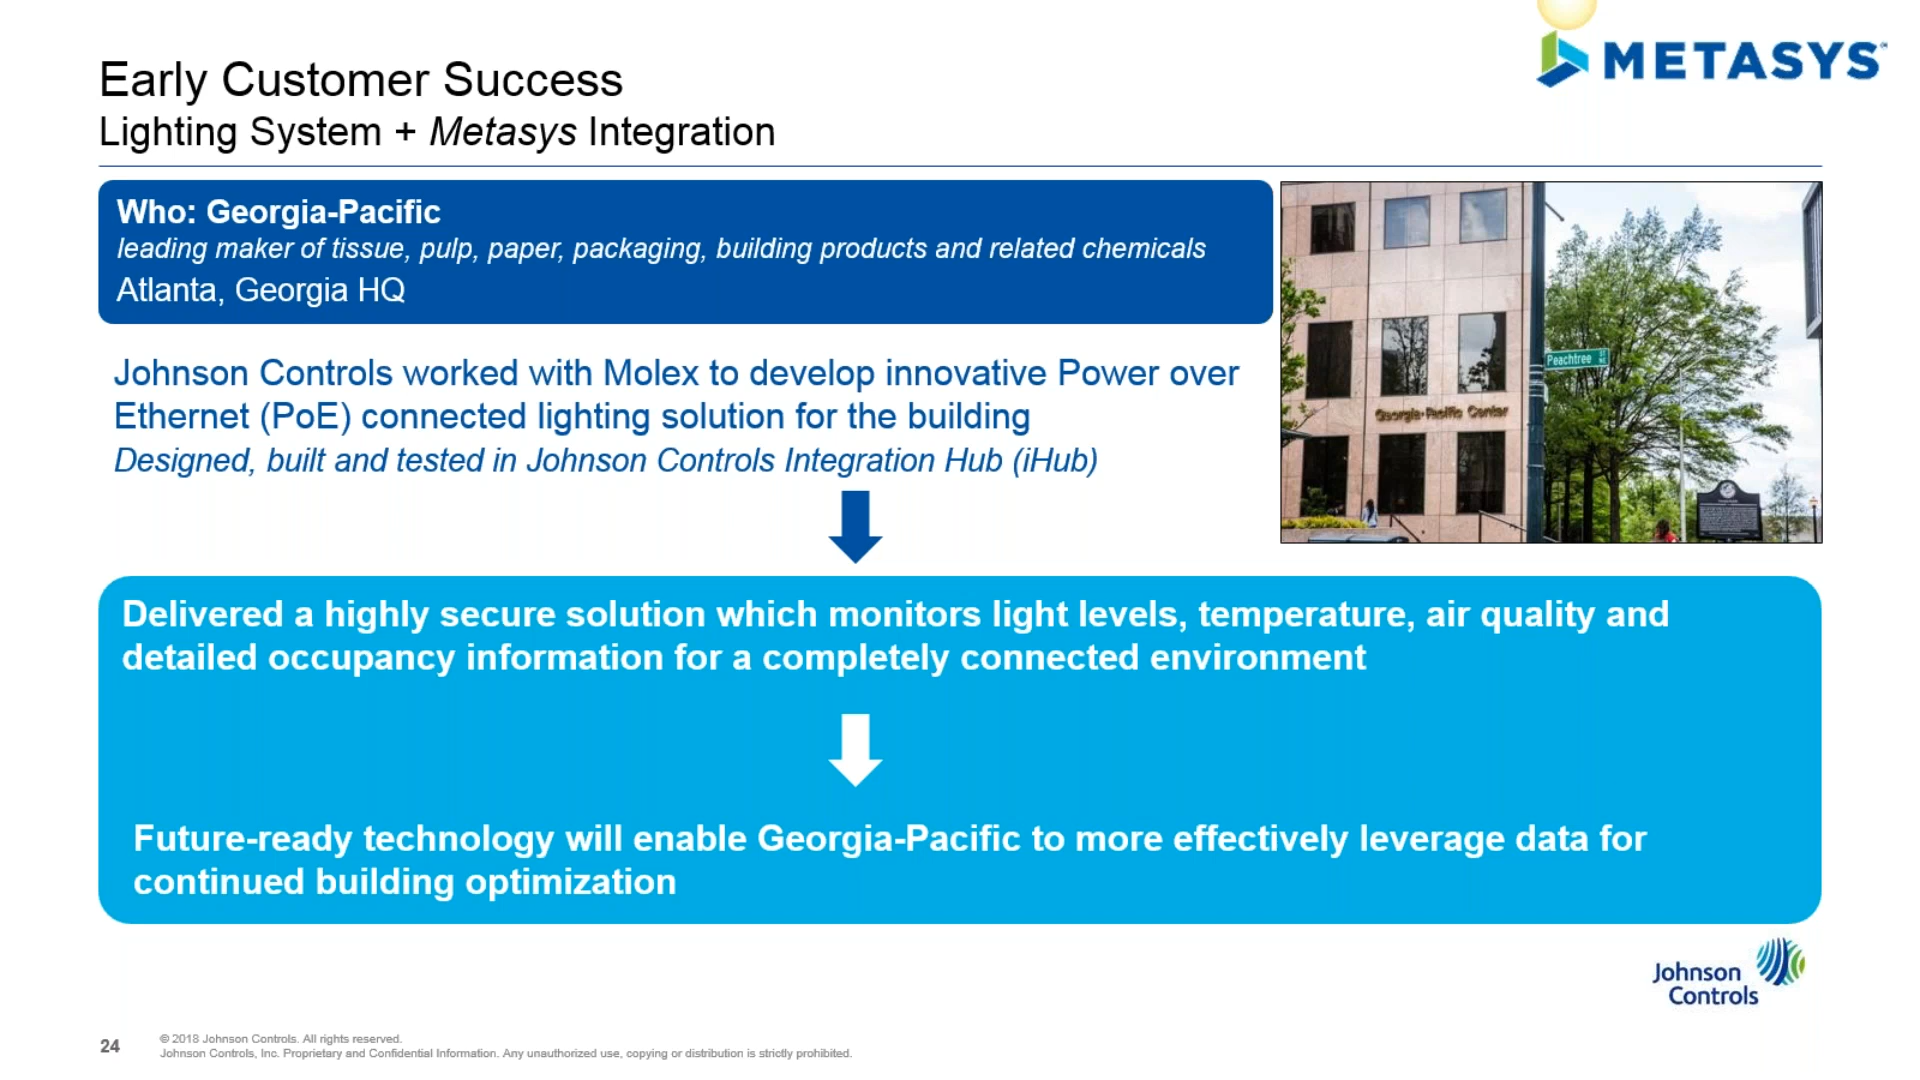 METASYS
Early Customer Success
Lighting System + Metasys Integration
Who: Georgia-Pacific
leading maker of tissue, pulp, paper, packaging, building products and related chemicals
Atlanta, Georgia HQ
Johnson Controls worked with Molex to develop innovative Power over
Ethernet (PoE) connected lighting solution for the building
Designed, built and tested in Johnson Controls Integration Hub (iHub)
Peachtree ST NE
Georgia-Pacific Center
Delivered a highly secure solution which monitors light levels, temperature, air quality and
detailed occupancy information for a completely connected environment
Future-ready technology will enable Georgia-Pacific to more effectively leverage data for
continued building optimization
Johnson
Controls
24
© 2018 Johnson Controls. All rights reserved.
Johnson Controls, Inc. Proprietary and Confidential Information. Any unauthorized use, copying or distribution is strictly prohibited.